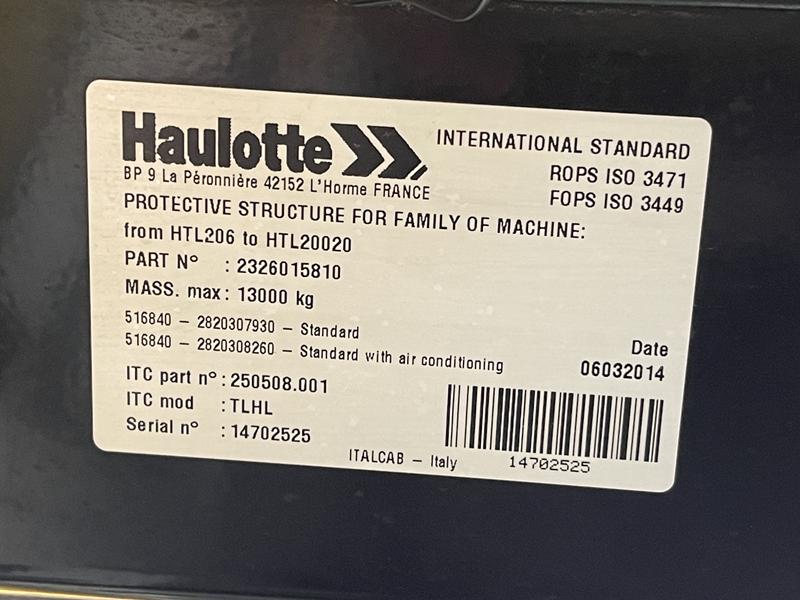 Haulotte
BP 9 La Péronnière 42152 L'Horme FRANCE
INTERNATIONAL STANDARD
ROPS ISO 3471
FOPS ISO 3449
PROTECTIVE STRUCTURE FOR FAMILY OF MACHINE:
from HTL206 to HTL20020
PART N° : 2326015810
MASS. max: 13000 kg
516840 – 2820307930 – Standard
516840 – 2820308260 – Standard with air conditioning
Date
06032014
ITC part n°: 250508.001
ITC mod : TLHL
Serial n° : 14702525
ITALCAB – Italy
14702525